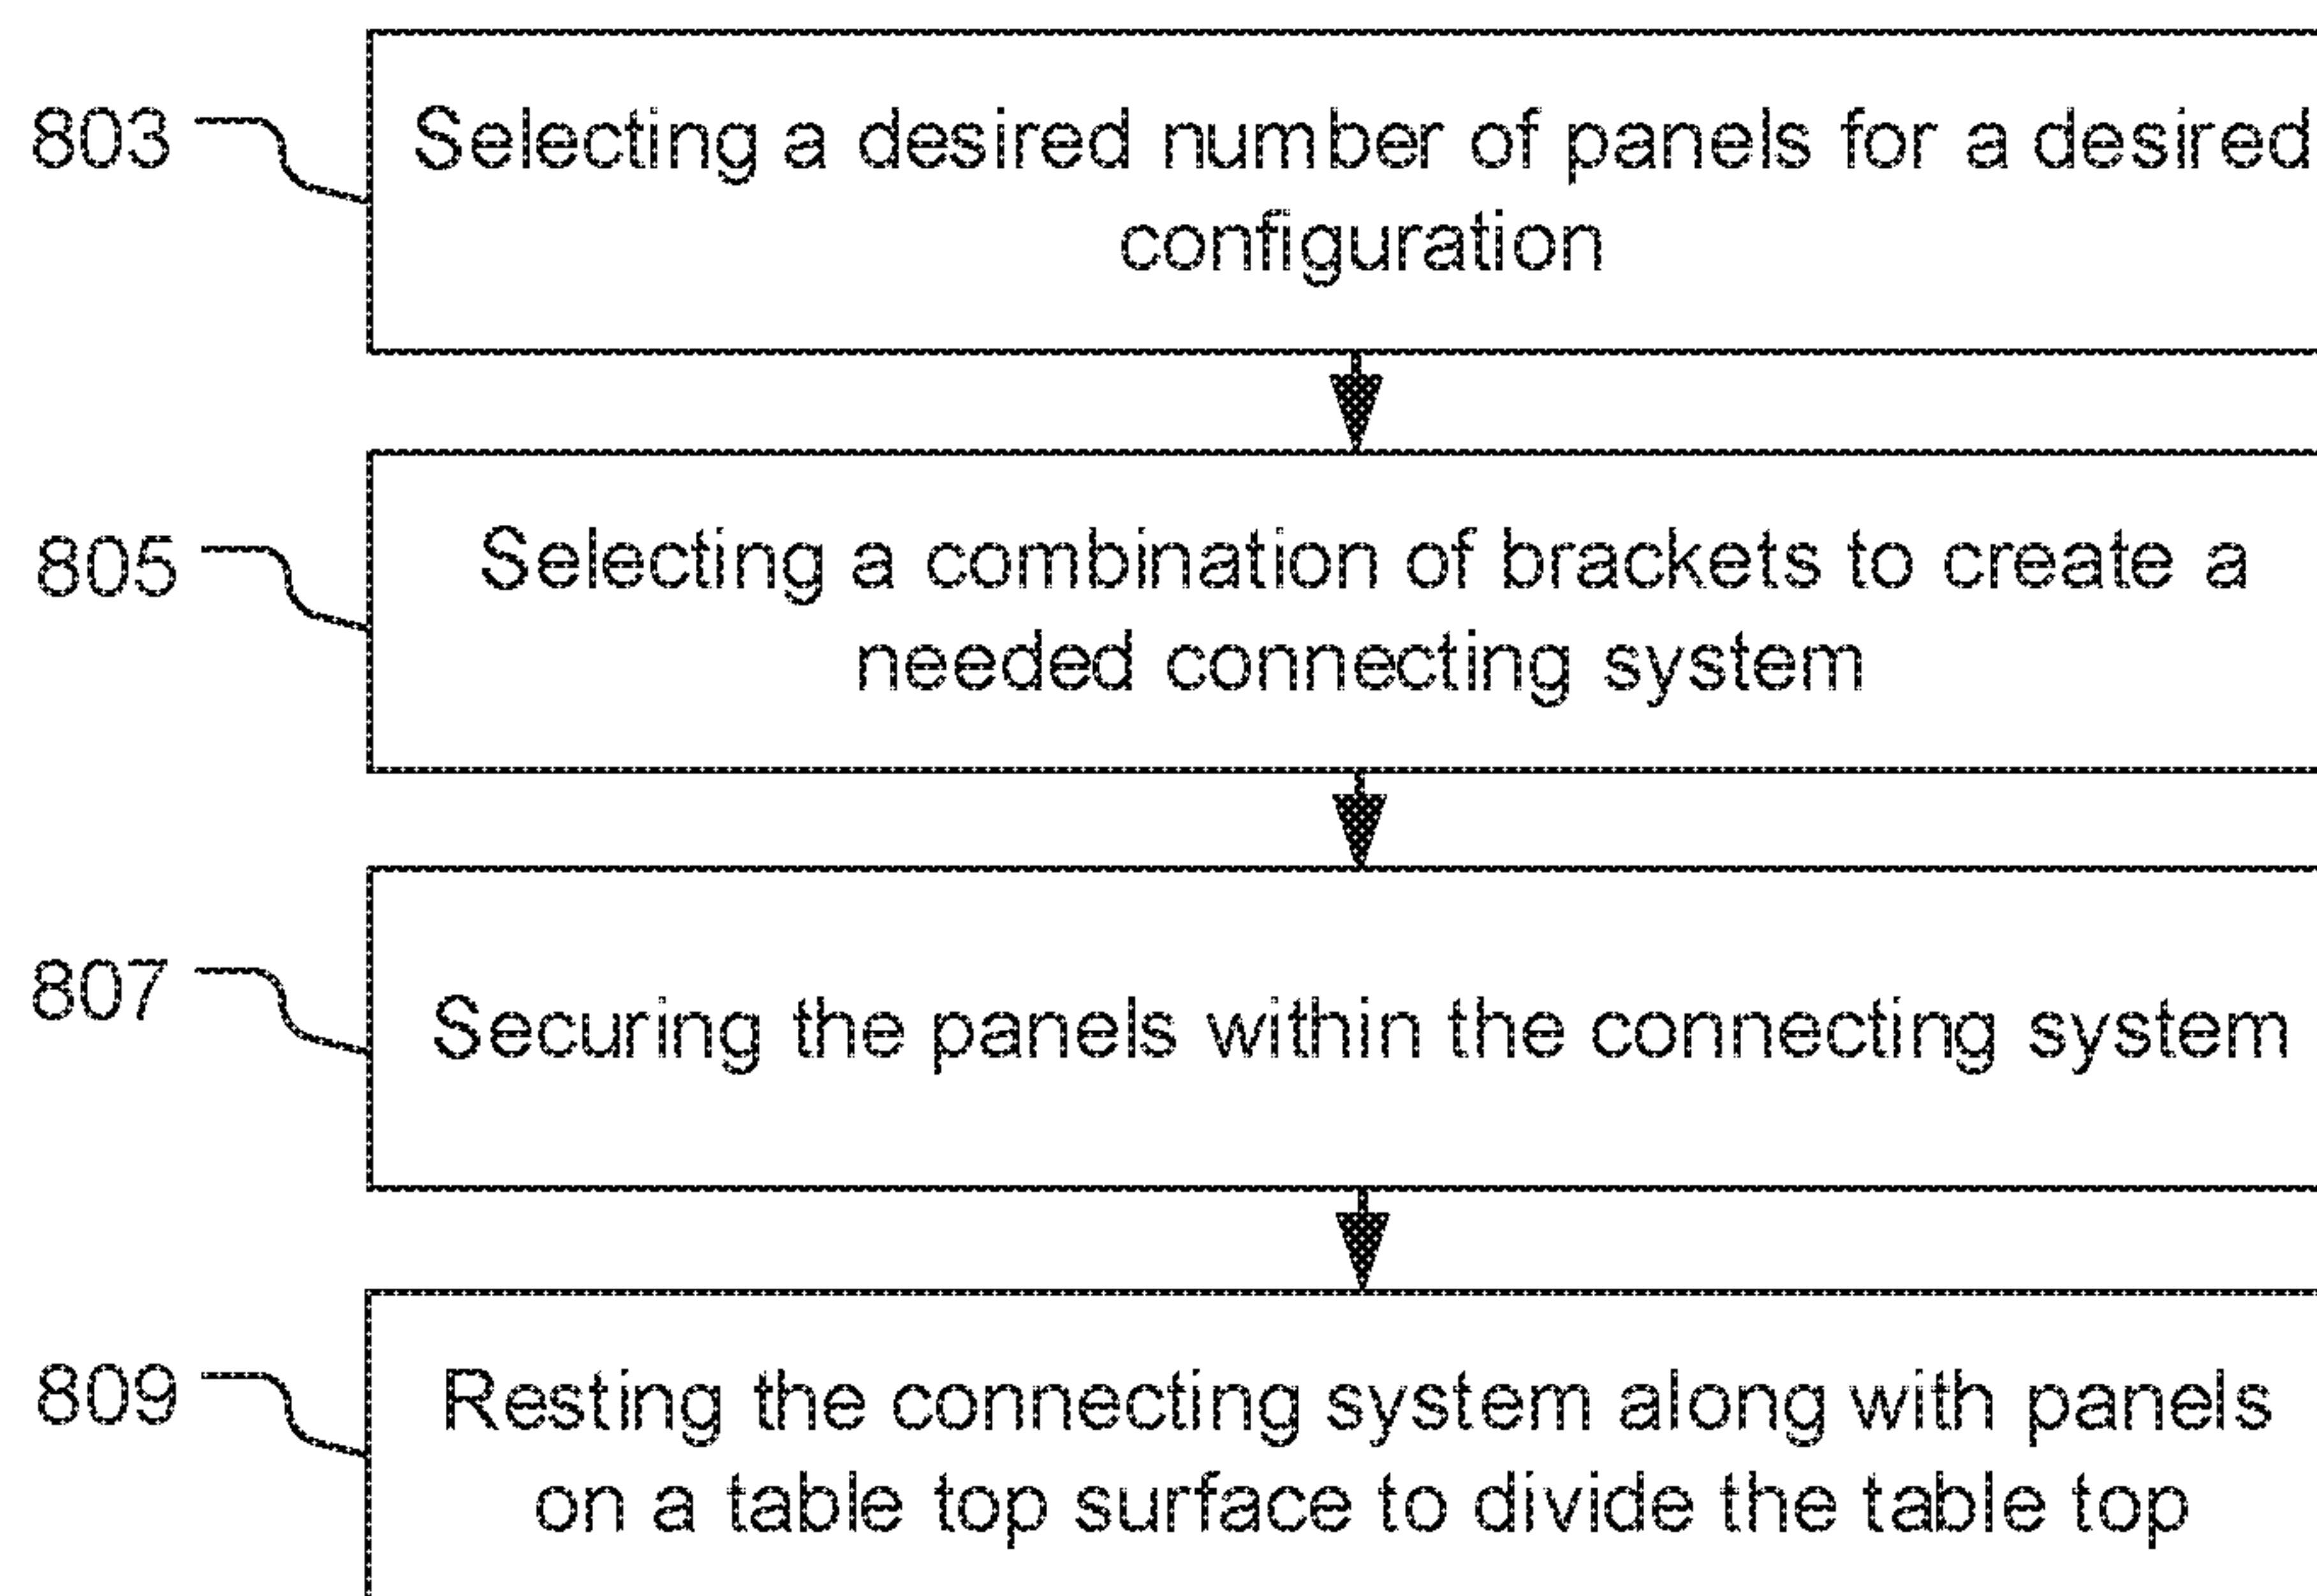 803
Selecting a desired number of panels for a desired
configuration
805
Selecting a combination of brackets to create a
needed connecting system
807
Securing the panels within the connecting system
809
Resting the connecting system along with panels
on a table top surface to divide the table top